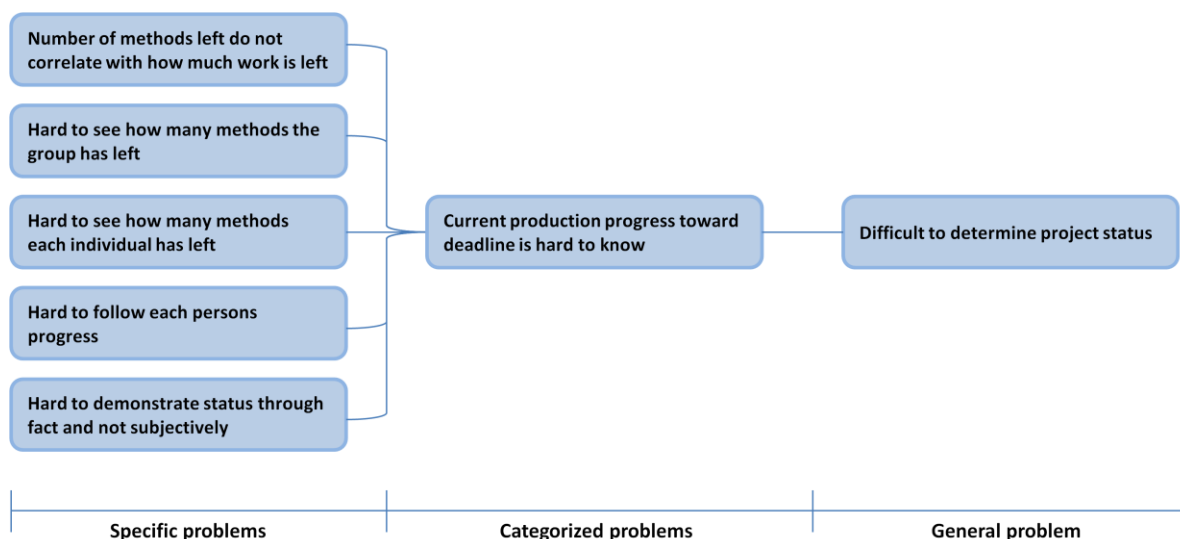 Number of methods left do not
correlate with how much work is left
Hard to see how many methods the
group has left
Hard to see how many methods
each individual has left
Hard to follow each persons
progress
Hard to demonstrate status through
fact and not subjectively
Current production progress toward
deadline is hard to know
Difficult to determine project status
Specific problems
Categorized problems
General problem